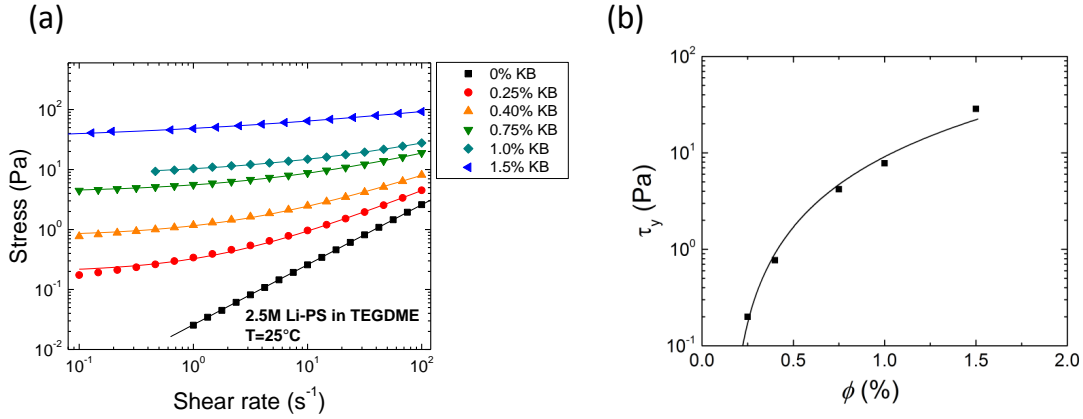 (a)
Stress (Pa)
10³
10²
10¹
10⁰
10⁻¹
10⁻²
10⁻¹ 10⁰ 10¹ 10² 
Shear rate (s⁻¹)
2.5M Li-PS in TEGDME
T=25°C
0% KB
0.25% KB
0.40% KB
0.75% KB
1.0% KB
1.5% KB
(b)
τy (Pa)
10²
10¹
10⁰
10⁻¹
0.0 0.5 1.0 1.5 2.0
ϕ (%)